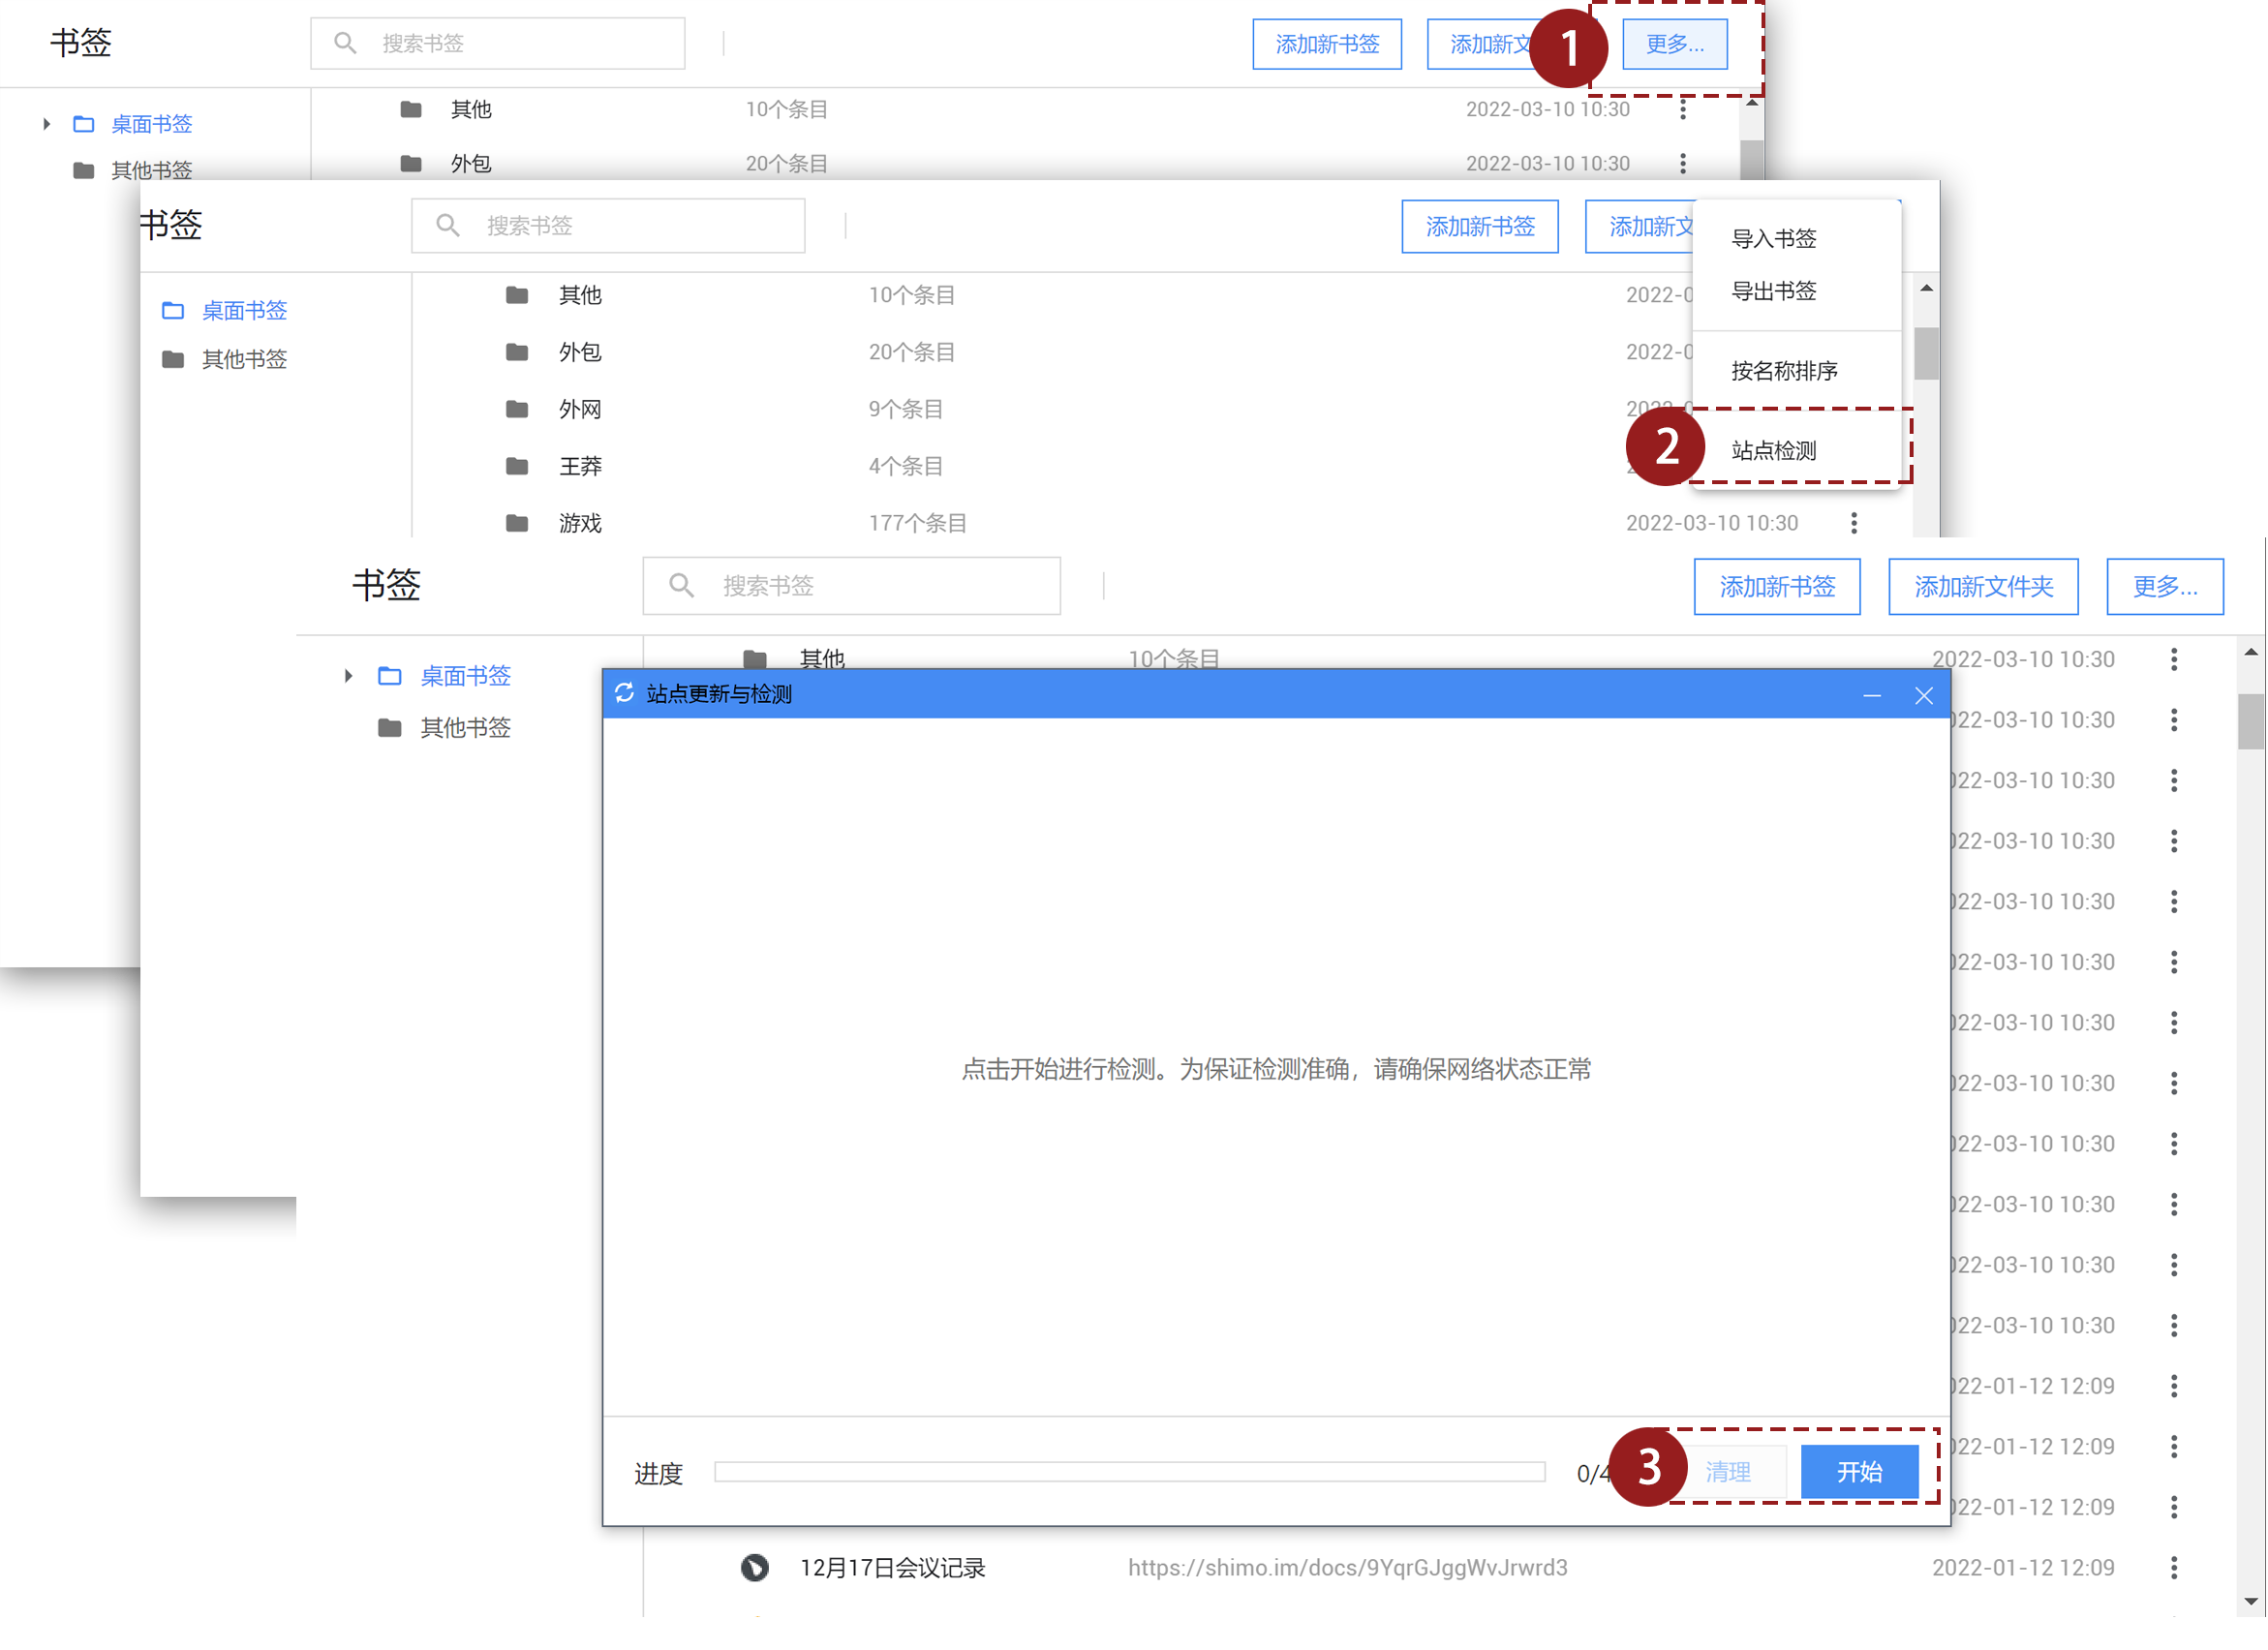 书签
搜索书签
添加新书签
添加新文
1
更多...
桌面书签
其他 10个条目 2022-03-10 10:30
其他书签
外包 20个条目 2022-03-10 10:30
书签
搜索书签
添加新书签
添加新文
导入书签
导出书签
按名称排序
2
站点检测
桌面书签
其他书签
其他 10个条目 2022-0
外包 20个条目 2022-0
外网 9个条目
王莽 4个条目
游戏 177个条目 2022-03-10 10:30
书签
搜索书签
添加新书签
添加新文件夹
更多...
桌面书签
其他书签
其他 10个条目 2022-03-10 10:30
站点更新与检测
022-03-10 10:30
022-03-10 10:30
022-03-10 10:30
022-03-10 10:30
022-03-10 10:30
022-03-10 10:30
点击开始进行检测。为保证检测准确，请确保网络状态正常
022-03-10 10:30
022-03-10 10:30
022-03-10 10:30
022-03-10 10:30
022-03-10 10:30
022-01-12 12:09
022-01-12 12:09
进度
0/4
3
清理
开始
022-01-12 12:09
12月17日会议记录 https://shimo.im/docs/9YqrGJggWvJrwrd3 2022-01-12 12:09